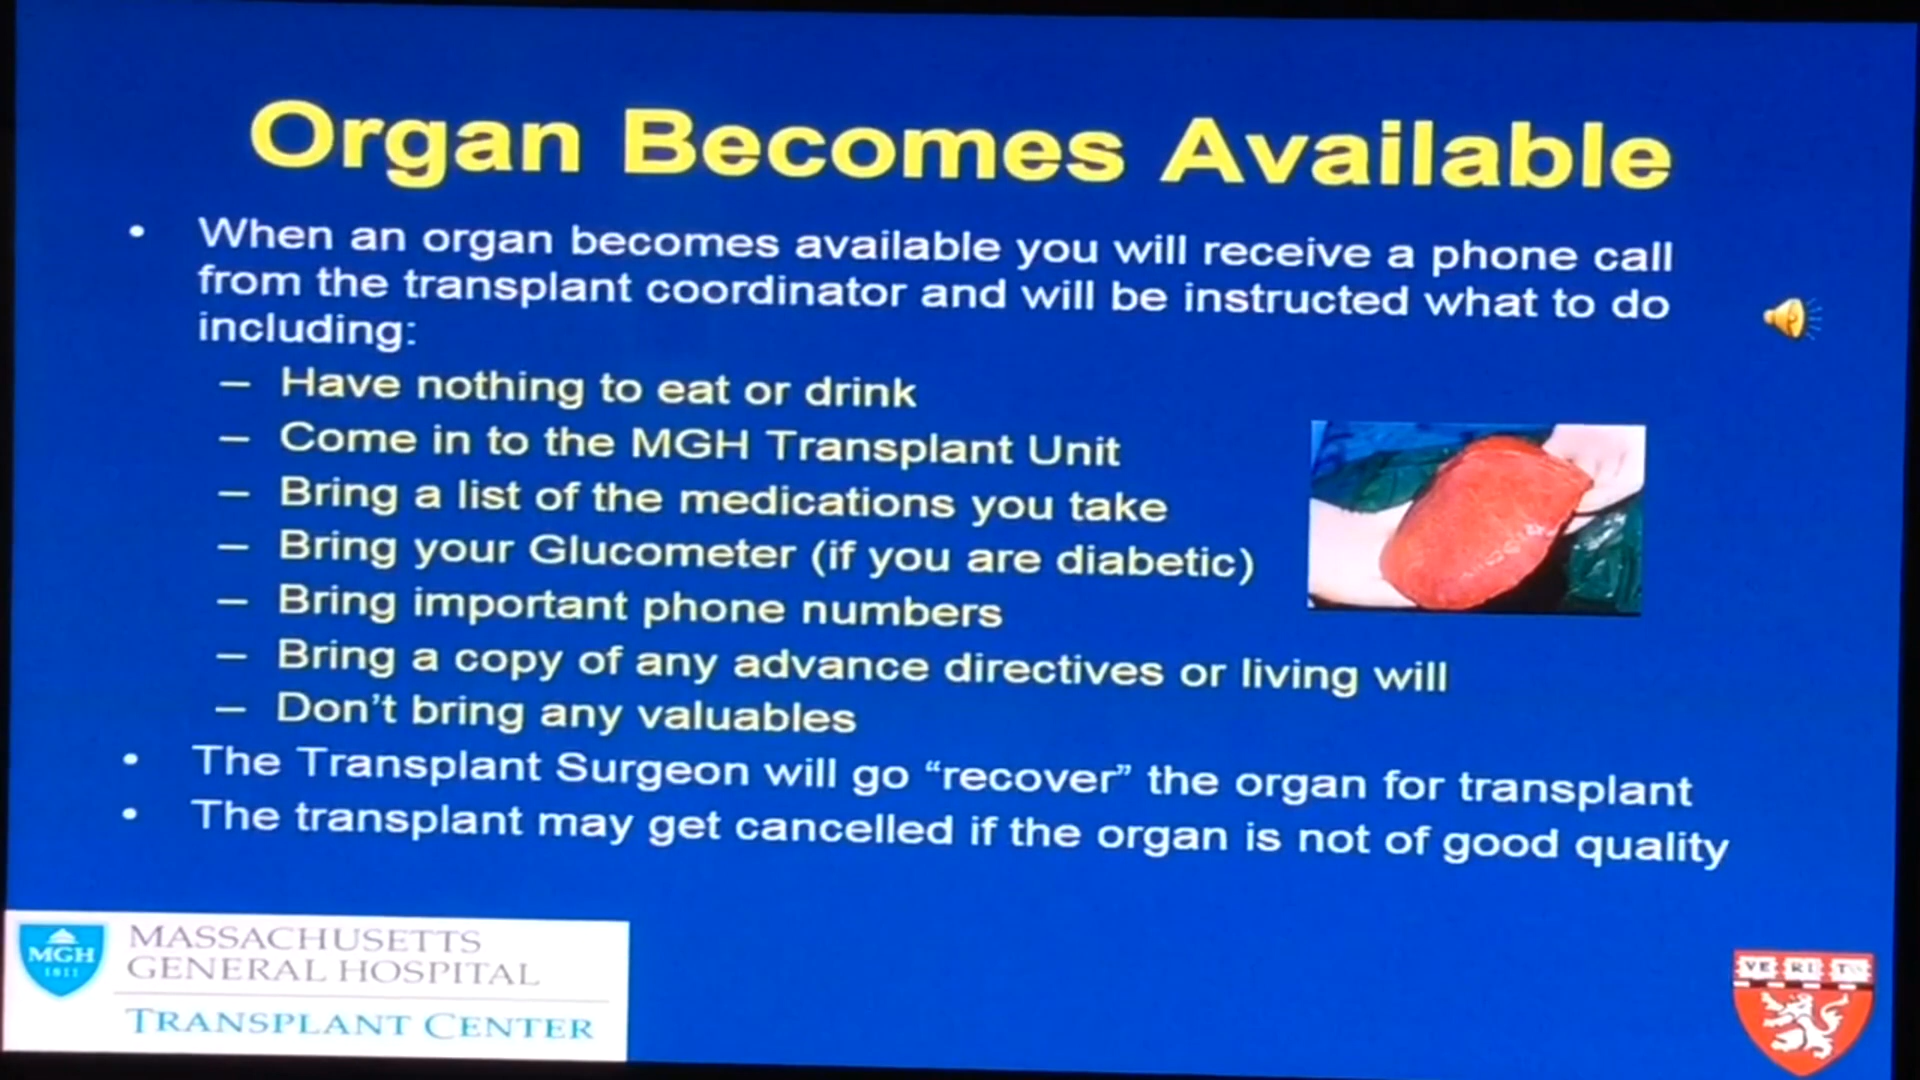 Organ Becomes Available
• When an organ becomes available you will receive a phone call
from the transplant coordinator and will be instructed what to do
including:
– Have nothing to eat or drink
– Come in to the MGH Transplant Unit
– Bring a list of the medications you take
– Bring your Glucometer (if you are diabetic)
– Bring important phone numbers
– Bring a copy of any advance directives or living will
– Don't bring any valuables
• The Transplant Surgeon will go “recover” the organ for transplant
• The transplant may get cancelled if the organ is not of good quality
MGH
1811
MASSACHUSETTS
GENERAL HOSPITAL
TRANSPLANT CENTER
VE RI